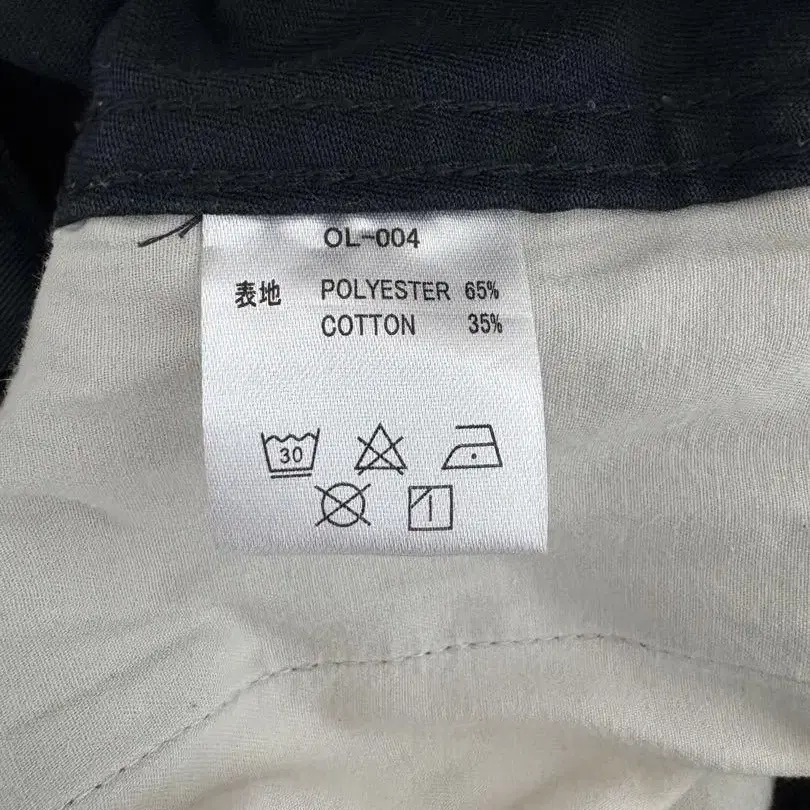 OL-004
表地 POLYESTER 65%
COTTON 35%
30